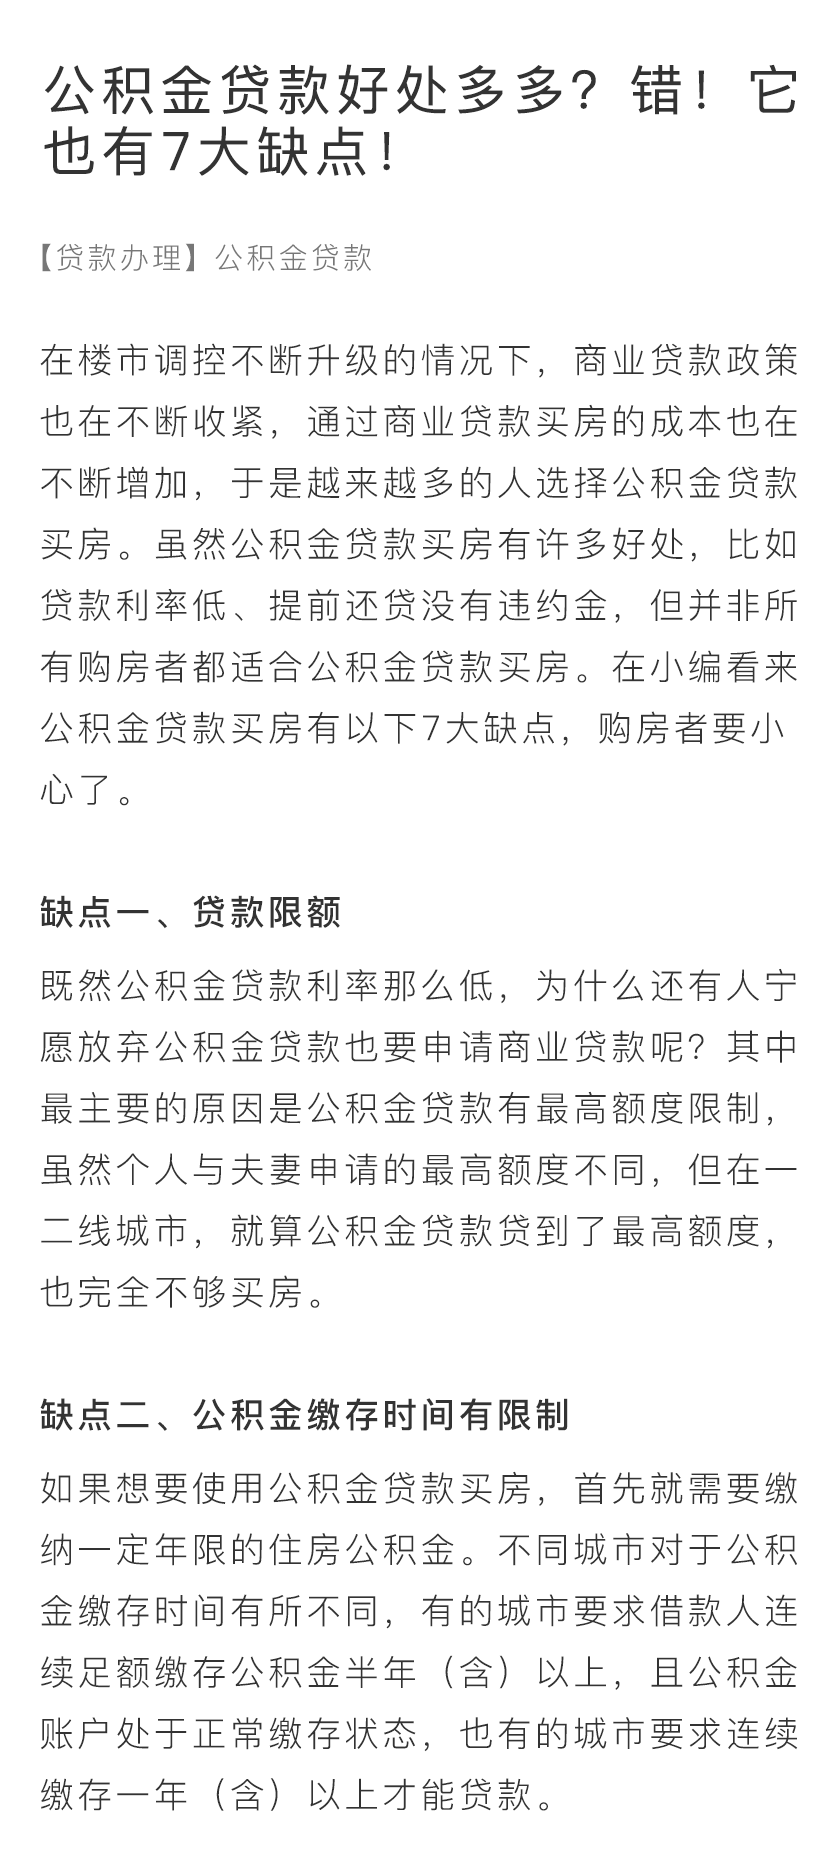 公积金贷款好处多多？错！它
也有7大缺点！
【贷款办理】公积金贷款
在楼市调控不断升级的情况下，商业贷款政策
也在不断收紧，通过商业贷款买房的成本也在
不断增加，于是越来越多的人选择公积金贷款
买房。虽然公积金贷款买房有许多好处，比如
贷款利率低、提前还贷没有违约金，但并非所
有购房者都适合公积金贷款买房。在小编看来
公积金贷款买房有以下7大缺点，购房者要小
心了。
缺点一、贷款限额
既然公积金贷款利率那么低，为什么还有人宁
愿放弃公积金贷款也要申请商业贷款呢？其中
最主要的原因是公积金贷款有最高额度限制，
虽然个人与夫妻申请的最高额度不同，但在一
二线城市，就算公积金贷款贷到了最高额度，
也完全不够买房。
缺点二、公积金缴存时间有限制
如果想要使用公积金贷款买房，首先就需要缴
纳一定年限的住房公积金。不同城市对于公积
金缴存时间有所不同，有的城市要求借款人连
续足额缴存公积金半年（含）以上，且公积金
账户处于正常缴存状态，也有的城市要求连续
缴存一年（含）以上才能贷款。